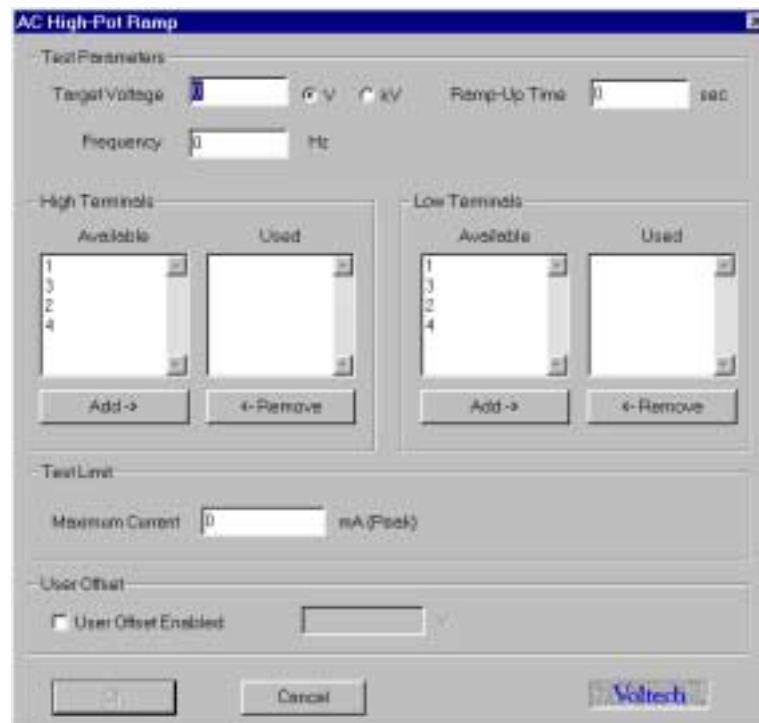 AC High-Pot Ramp
Test Parameters
Target Voltage 0 V kV Ramp-Up Time 0 sec
Frequency 0 Hz
High Terminals Low Terminals
Available Used Available Used
1 1
3 3
2 2
4 4
Add -> <- Remove Add -> <- Remove
Test Limit
Maximum Current 0 mA (Peak)
User Offset
User Offset Enabled
Cancel Voltech